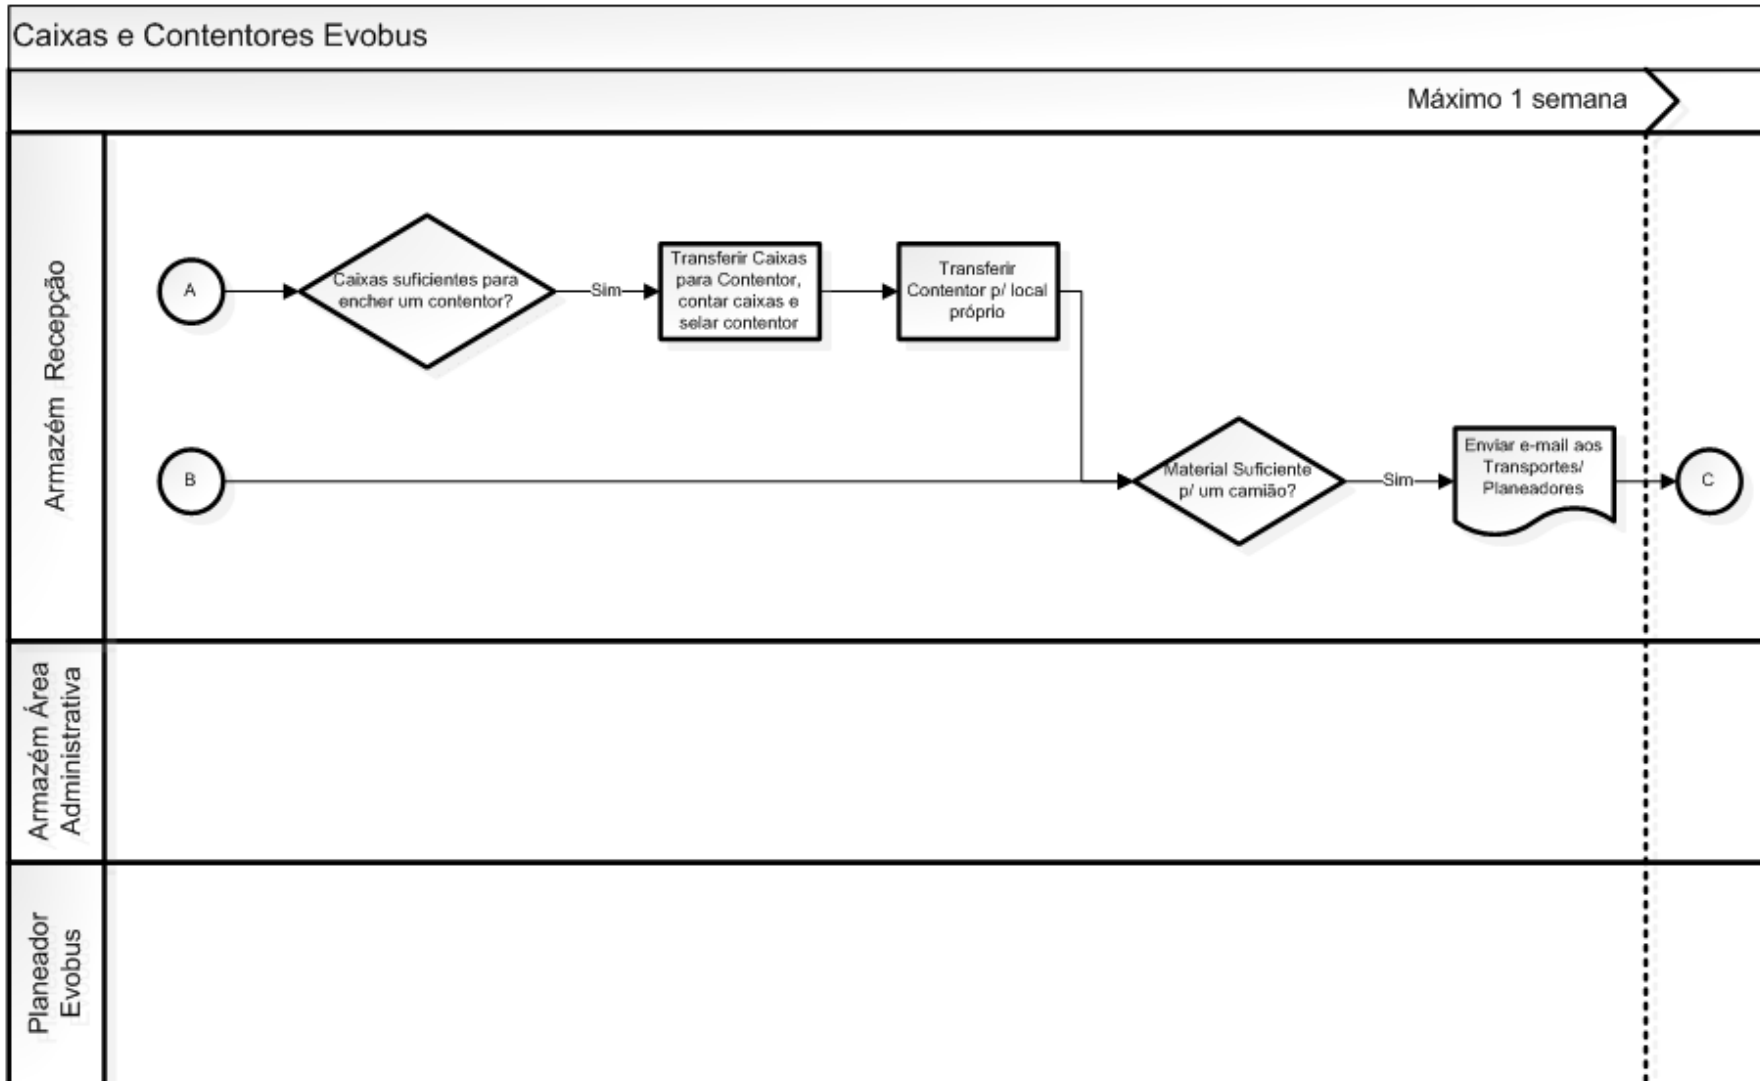 Caixas e Contentores Evobus
Máximo 1 semana
Armazém Recepção
A
Caixas suficientes para
encher um contentor?
Sim
Transferir Caixas
para Contentor,
contar caixas e
selar contentor
Transferir
Contentor p/ local
próprio
B
Material Suficiente
p/ um camião?
Sim
Enviar e-mail aos
Transportes/
Planeadores
C
Armazém Área
Administrativa
Planeador
Evobus